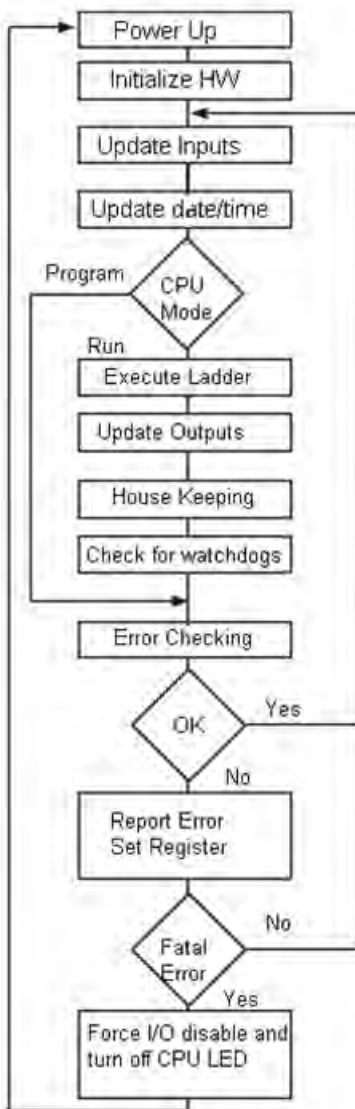 Power Up
Initialize HW
Update Inputs
Update date/time
Program
CPU
Mode
Run
Execute Ladder
Update Outputs
House Keeping
Check for watchdogs
Error Checking
OK
Yes
No
Report Error
Set Register
No
Fatal
Error
Yes
Force I/O disable and
turn off CPU LED